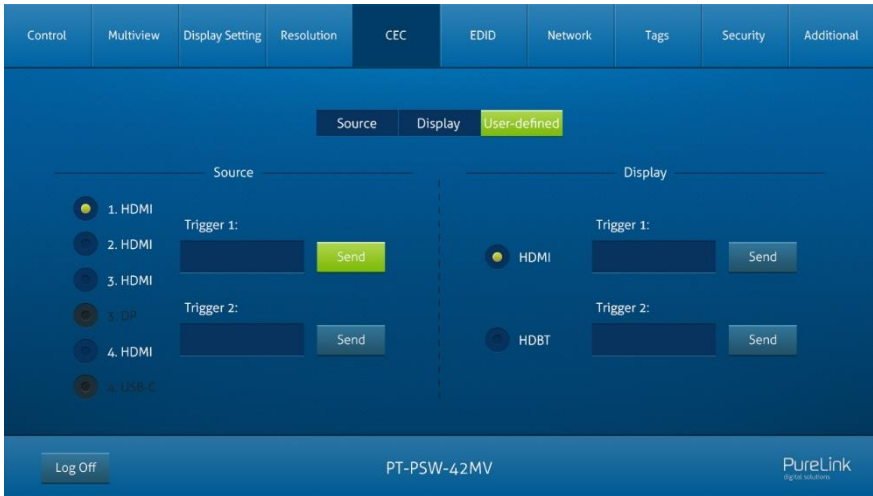 Control Multiview Display Setting Resolution CEC EDID Network Tags Security Additional
Source Display User-defined
Source Display
1. HDMI
Trigger 1: Trigger 1:
2. HDMI Send HDMI Send
3. HDMI
3. DP Trigger 2: Trigger 2:
4. HDMI Send HDBT Send
4. USB-C
Log Off PT-PSW-42MV PureLink
digital solutions